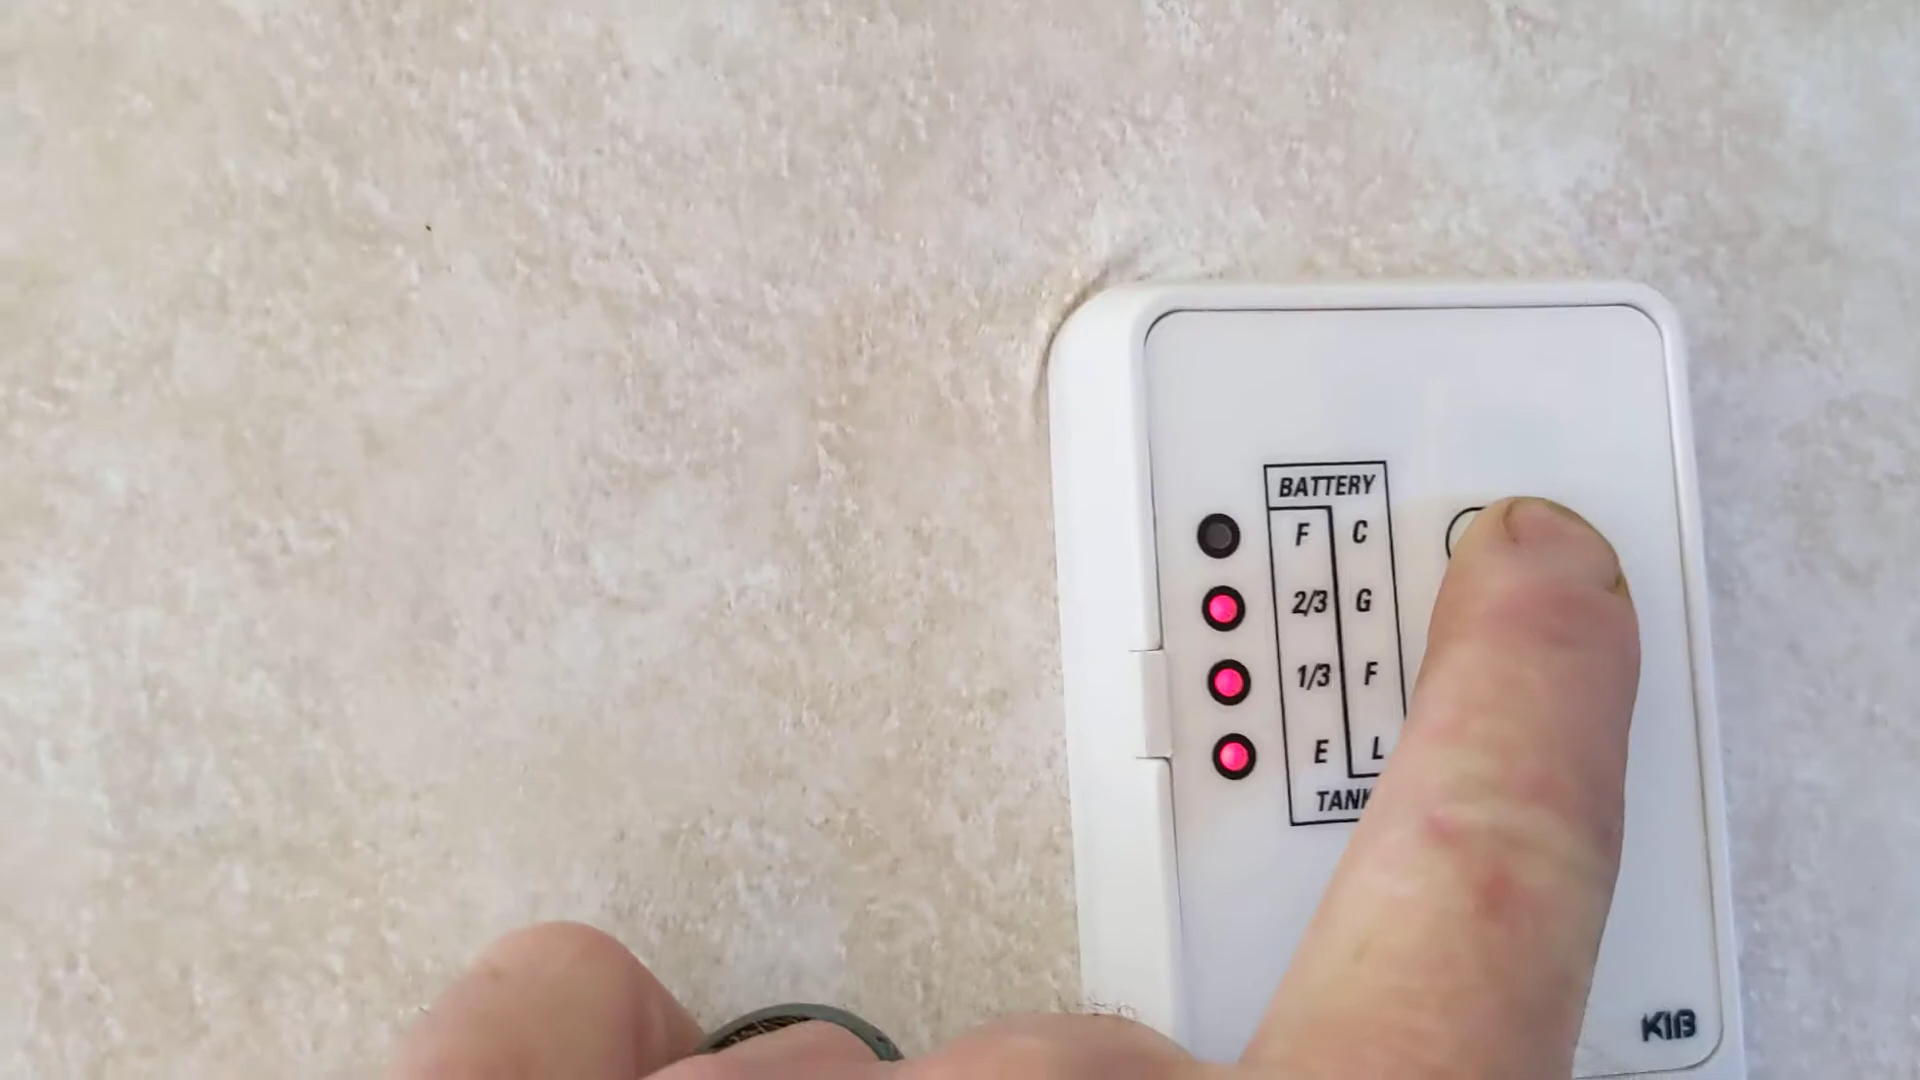 BATTERY
F C
2/3 G
1/3 F
E L
TANK
KIB